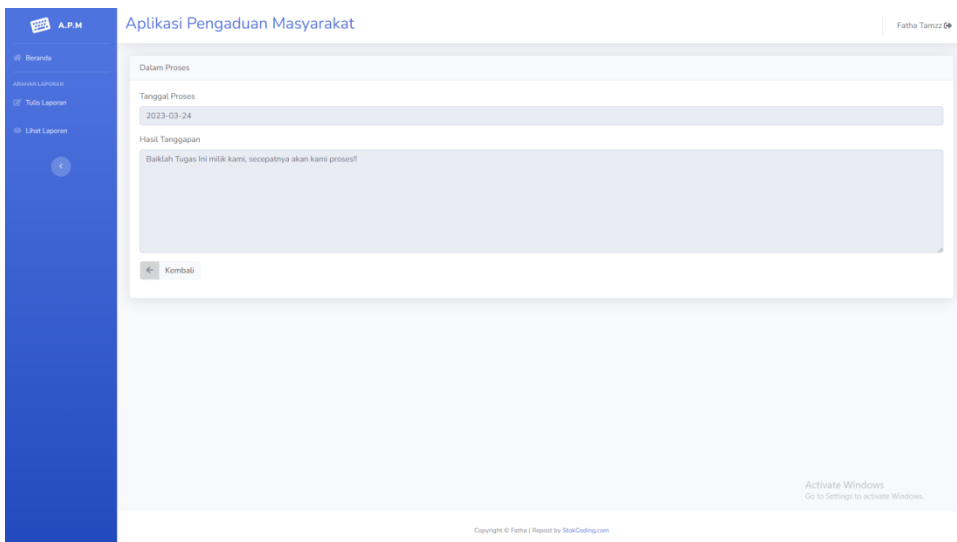 A.P.M
Aplikasi Pengaduan Masyarakat
Fatha Tamzz
Beranda
ARAHAN LAPORAN
Tulis Laporan
Lihat Laporan
Dalam Proses
Tanggal Proses
2023-03-24
Hasil Tanggapan
Baiklah Tugas Ini milik kami, secepatnya akan kami proses!!
Kembali
Activate Windows
Go to Settings to activate Windows.
Copyright © Fatha | Repost by StokCoding.com